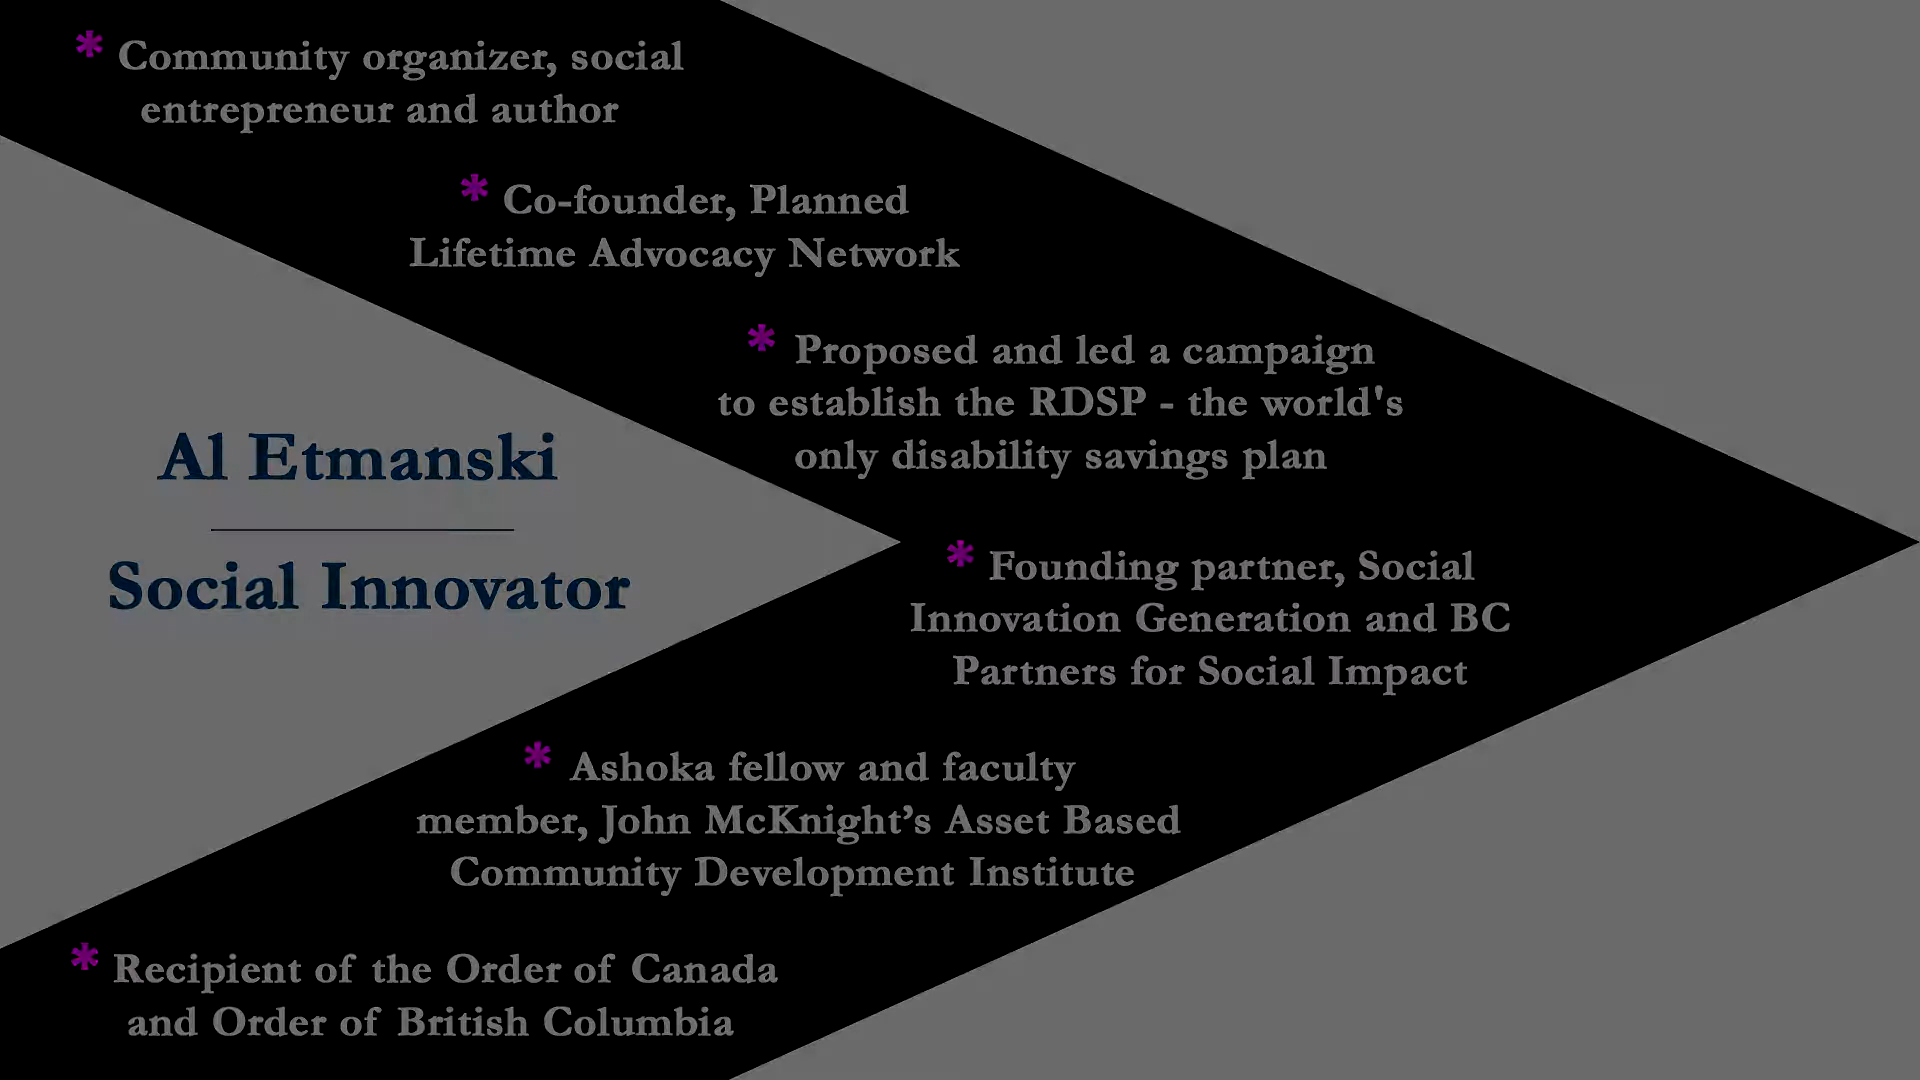 * Community organizer, social
entrepreneur and author
* Co-founder, Planned
Lifetime Advocacy Network
* Proposed and led a campaign
to establish the RDSP - the world's
only disability savings plan
Al Etmanski
Social Innovator
* Founding partner, Social
Innovation Generation and BC
Partners for Social Impact
* Ashoka fellow and faculty
member, John McKnight’s Asset Based
Community Development Institute
* Recipient of the Order of Canada
and Order of British Columbia